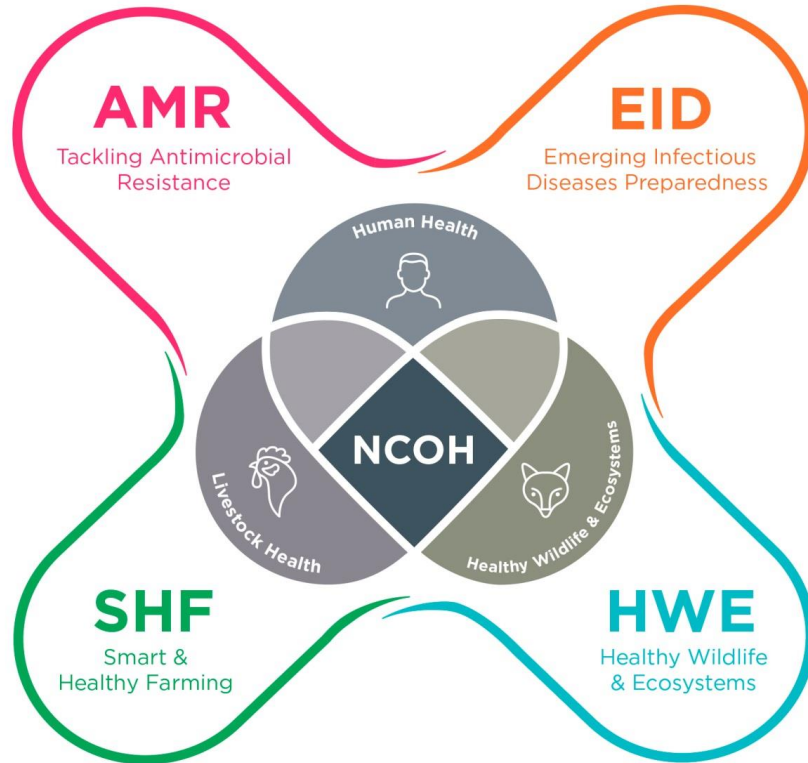 AMR
Tackling Antimicrobial
Resistance
EID
Emerging Infectious
Diseases Preparedness
Human Health
NCOH
Livestock Health
Healthy Wildlife & Ecosystems
SHF
Smart &
Healthy Farming
HWE
Healthy Wildlife
& Ecosystems